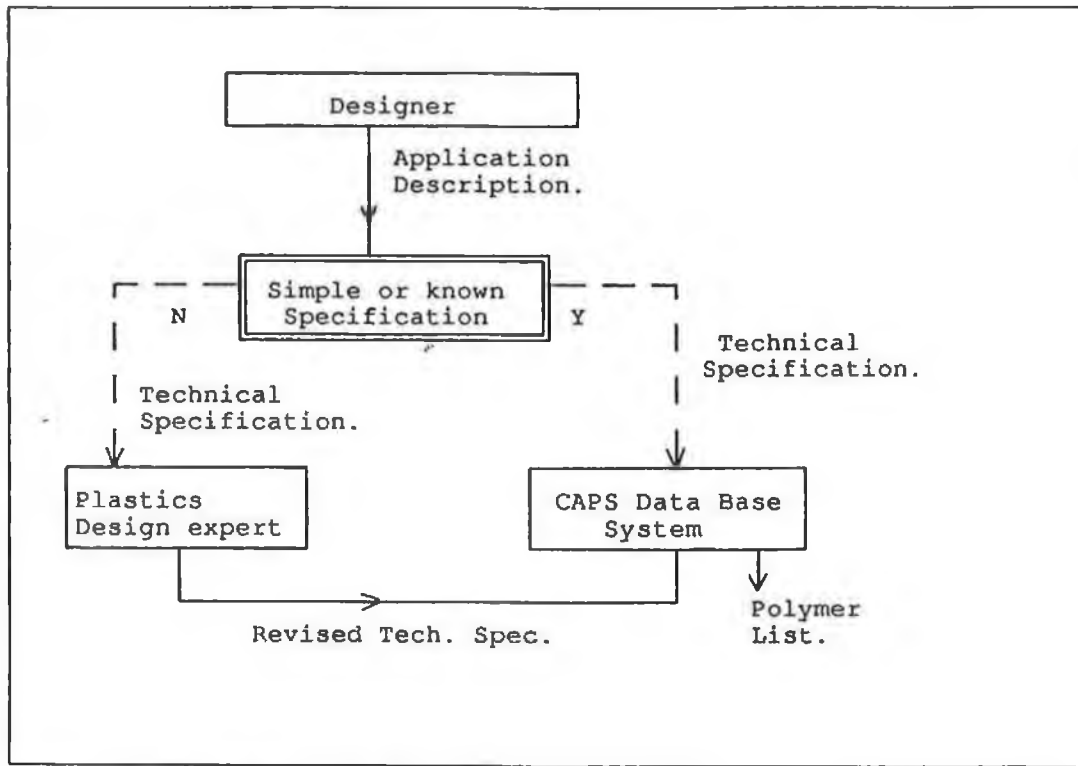 Designer
Application
Description.
Simple or known
Specification
N
Y
Technical
Specification.
Technical
Specification.
Plastics
Design expert
CAPS Data Base
System
Revised Tech. Spec.
Polymer
List.